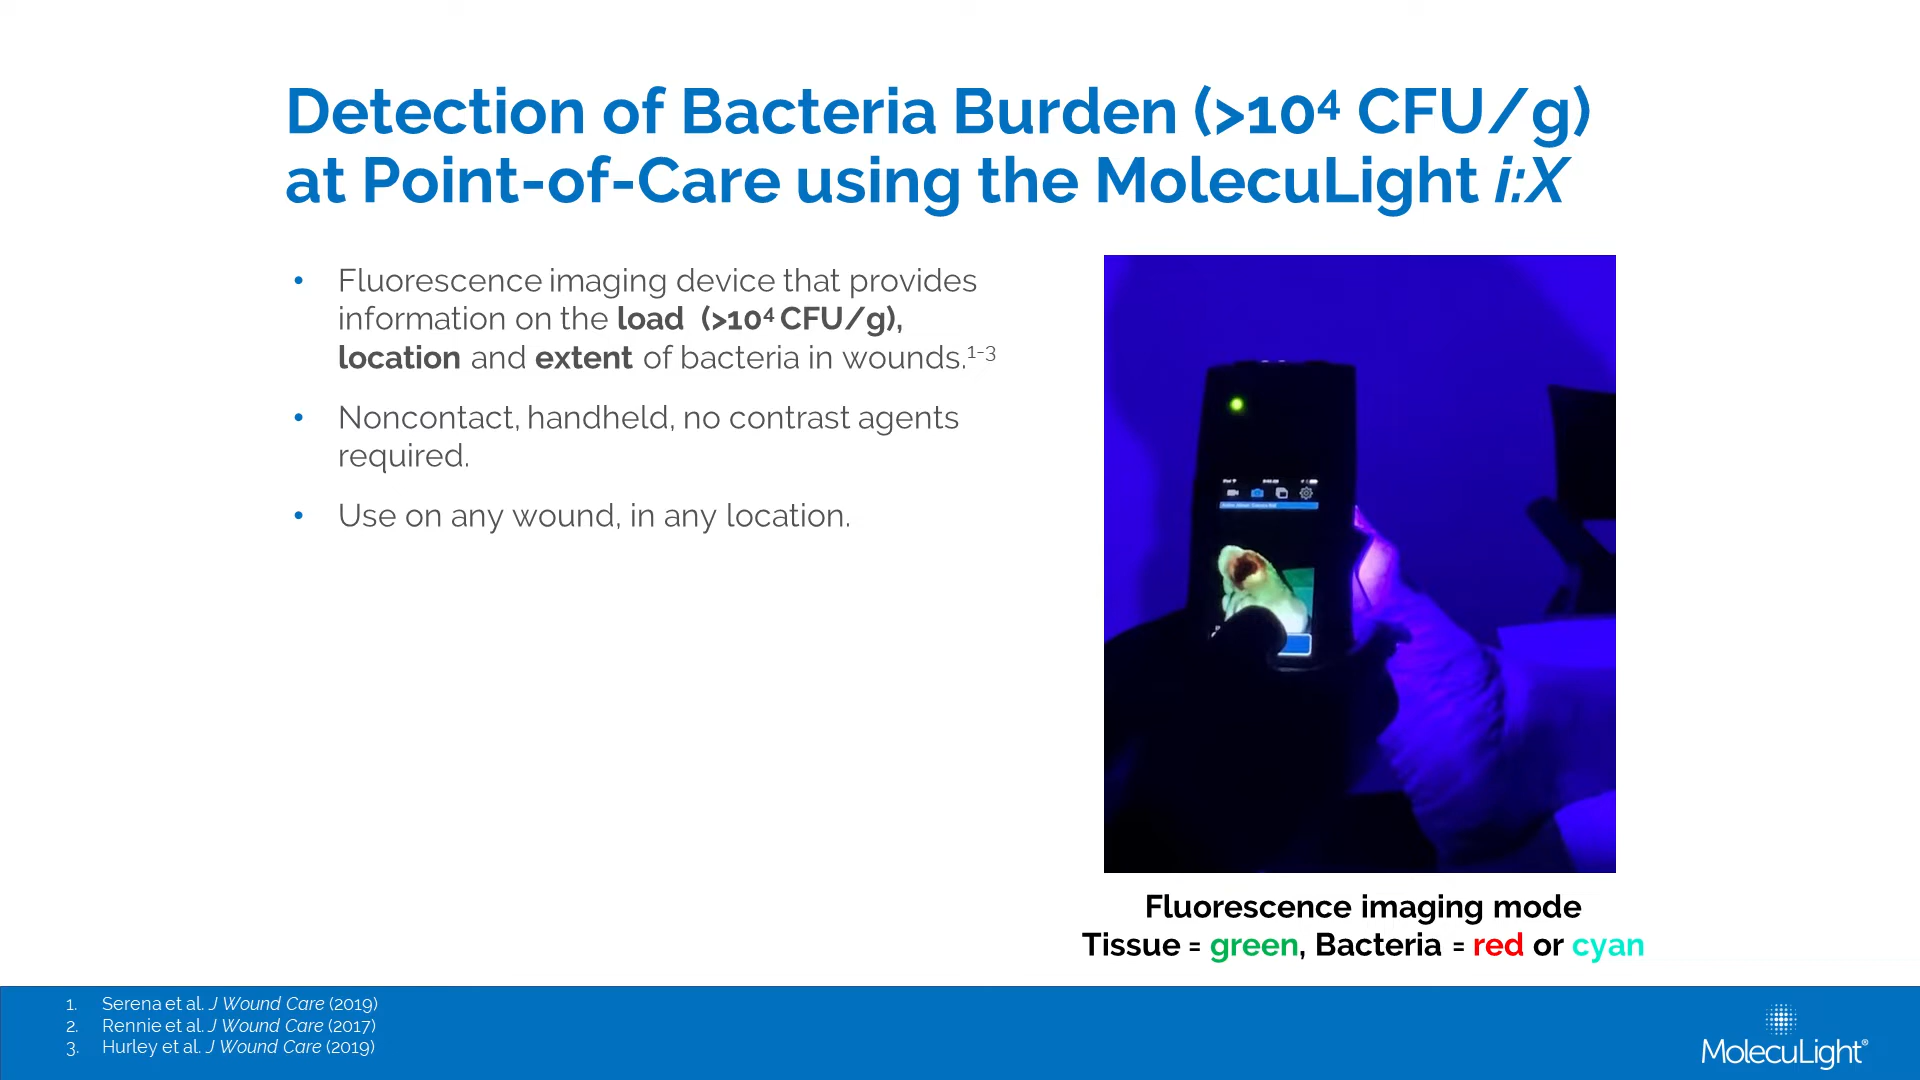 Detection of Bacteria Burden (>10⁴ CFU/g)
at Point-of-Care using the MolecuLight i:X
• Fluorescence imaging device that provides
information on the load (>10⁴ CFU/g),
location and extent of bacteria in wounds.¹⁻³
• Noncontact, handheld, no contrast agents
required.
• Use on any wound, in any location.
Fluorescence imaging mode
Tissue = green, Bacteria = red or cyan
1. Serena et al. J Wound Care (2019)
2. Rennie et al. J Wound Care (2017)
3. Hurley et al. J Wound Care (2019)
MolecuLight®